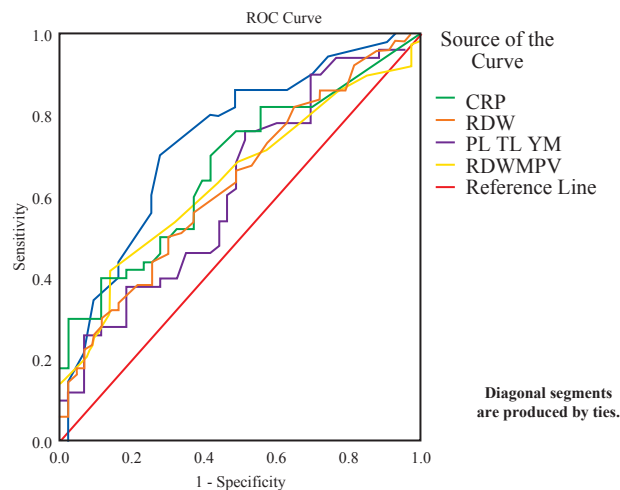 ROC Curve
1.0
0.8
0.6
0.4
0.2
0.0
Sensitivity
0.0 0.2 0.4 0.6 0.8 1.0
1 - Specificity
Source of the
Curve
CRP
RDW
PL TL YM
RDWMPV
Reference Line
Diagonal segments
are produced by ties.